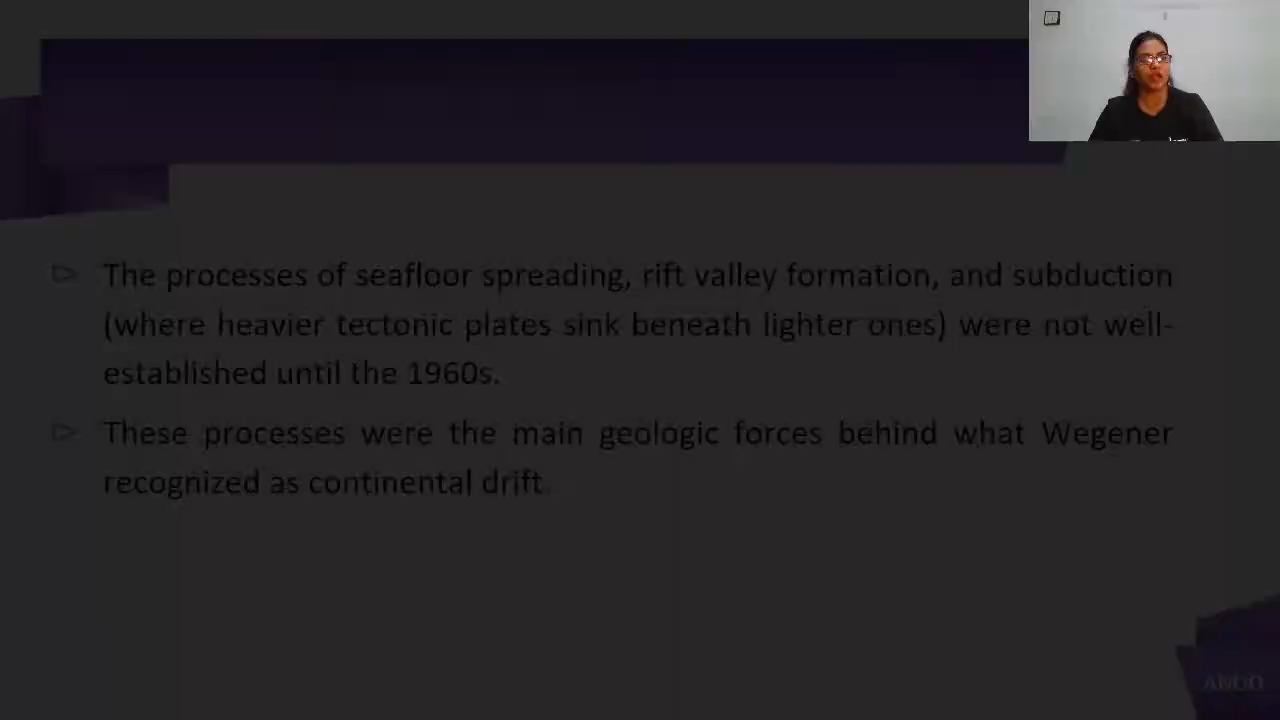 The processes of seafloor spreading, rift valley formation, and subduction
(where heavier tectonic plates sink beneath lighter ones) were not well-
established until the 1960s.
These processes were the main geologic forces behind what Wegener
recognized as continental drift.